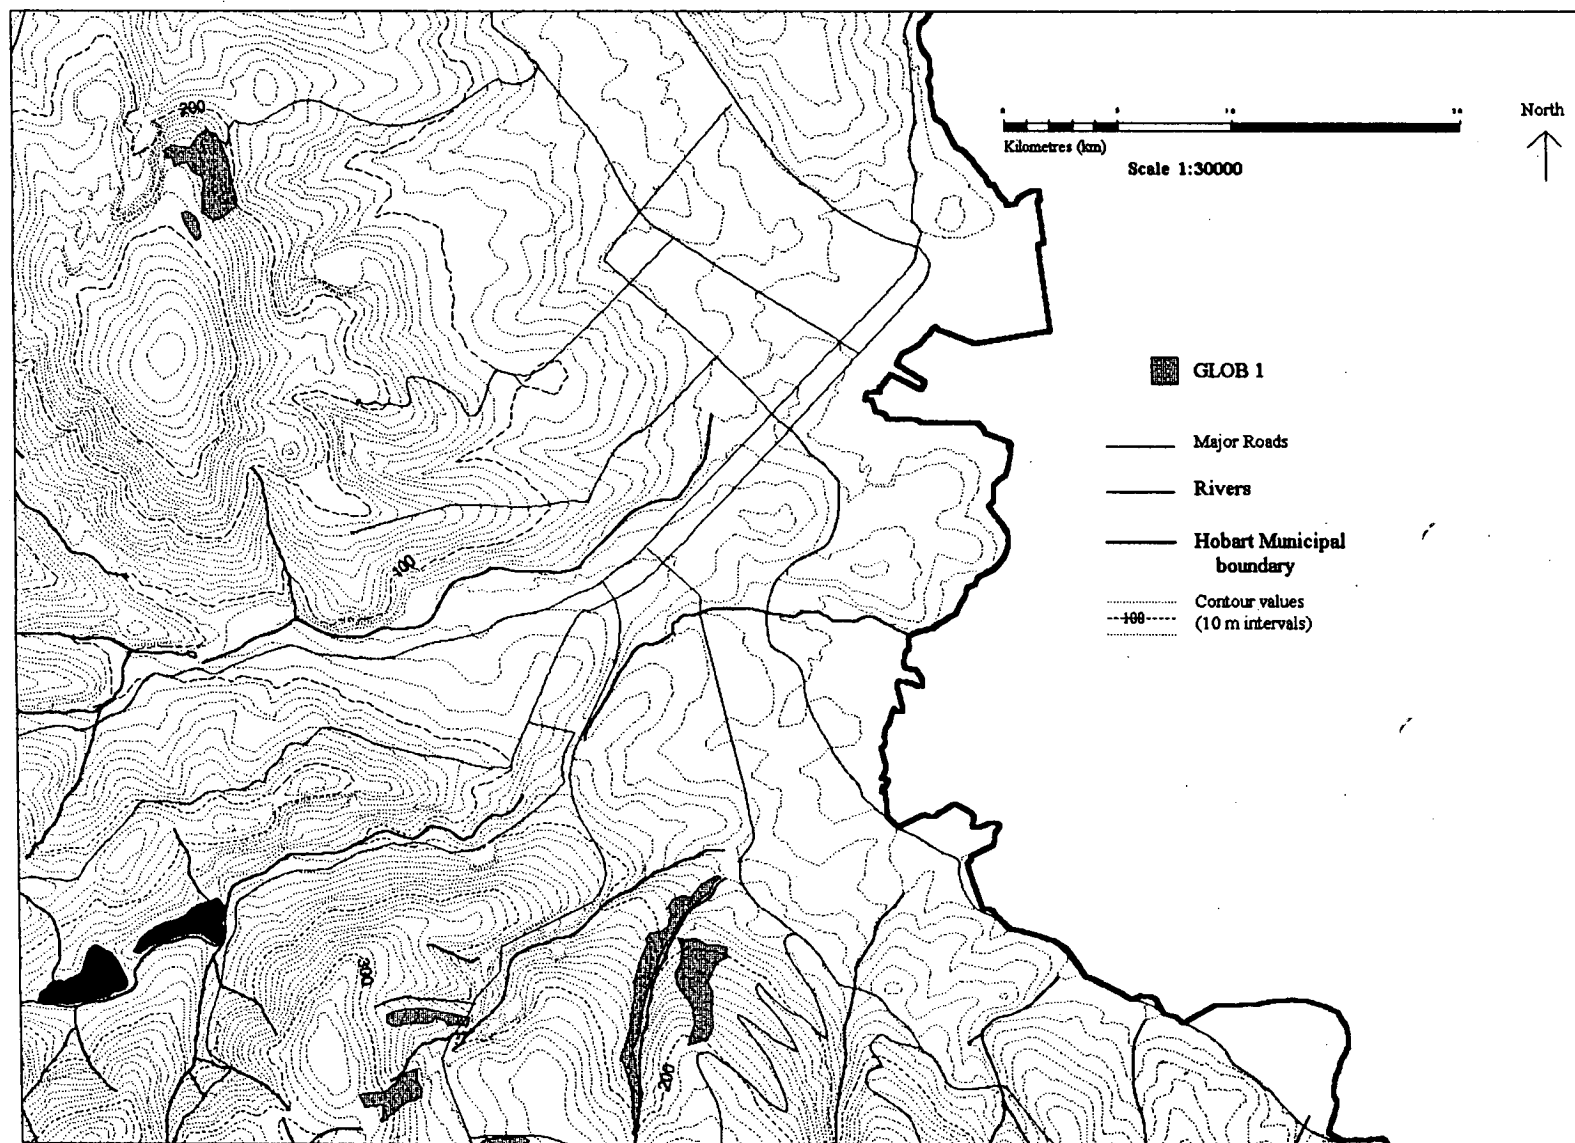 North
Kilometres (km)
Scale 1:30000
200
GLOB 1
Major Roads
Rivers
Hobart Municipal
boundary
100
Contour values
100
(10 m intervals)
300
200